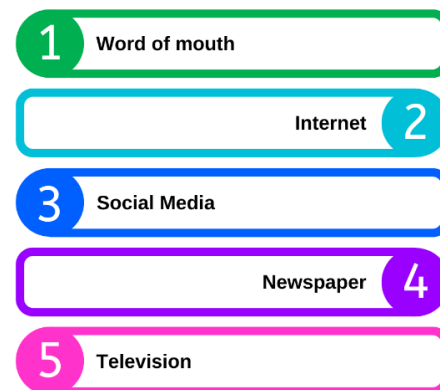 1 Word of mouth
Internet 2
3 Social Media
Newspaper 4
5 Television